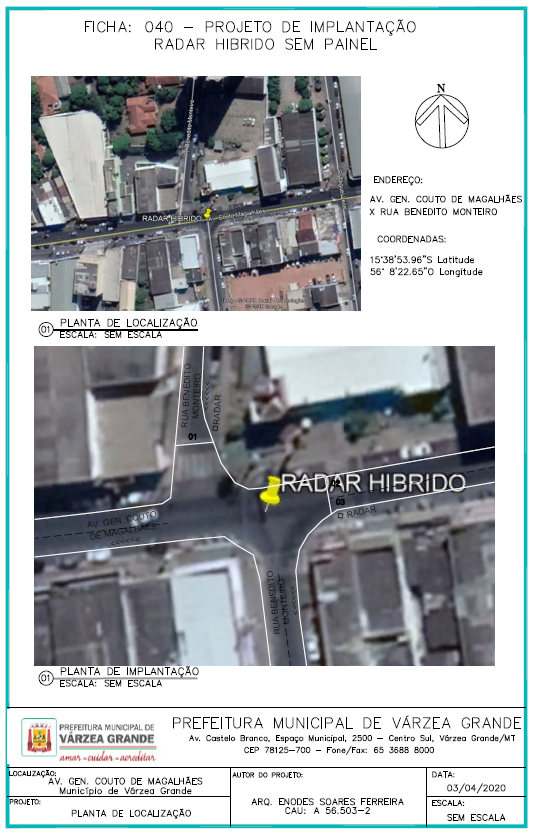 FICHA: 040 – PROJETO DE IMPLANTAÇÃO
RADAR HIBRIDO SEM PAINEL
N
ENDEREÇO:
AV. GEN. COUTO DE MAGALHÃES
X RUA BENEDITO MONTEIRO
COORDENADAS:
15°38'53.96"S Latitude
56° 8'22.65"O Longitude
RADAR HIBRIDO
01 PLANTA DE LOCALIZAÇÃO
ESCALA: SEM ESCALA
RUA BENEDITO
MONTEIRO
<<<<<<
RADAR
01
RADAR HIBRIDO
02
03
RADAR
AV. GEN. COUTO
DE MAGALHÃES
<<<<<<
RUA BENEDITO
MONTEIRO
<<<<<<
01 PLANTA DE IMPLANTAÇÃO
ESCALA: SEM ESCALA
PREFEITURA MUNICIPAL DE
VÁRZEA GRANDE
amar - cuidar - acreditar
PREFEITURA MUNICIPAL DE VÁRZEA GRANDE
Av. Castelo Branco, Espaço Municipal, 2500 – Centro Sul, Várzea Grande/MT
CEP 78125–700 – Fone/Fax: 65 3688 8000
LOCALIZAÇÃO:
AV. GEN. COUTO DE MAGALHÃES
Município de Várzea Grande
PROJETO:
PLANTA DE LOCALIZAÇÃO
AUTOR DO PROJETO:
ARQ. ENODES SOARES FERREIRA
CAU: A 56.503–2
DATA:
03/04/2020
ESCALA:
SEM ESCALA